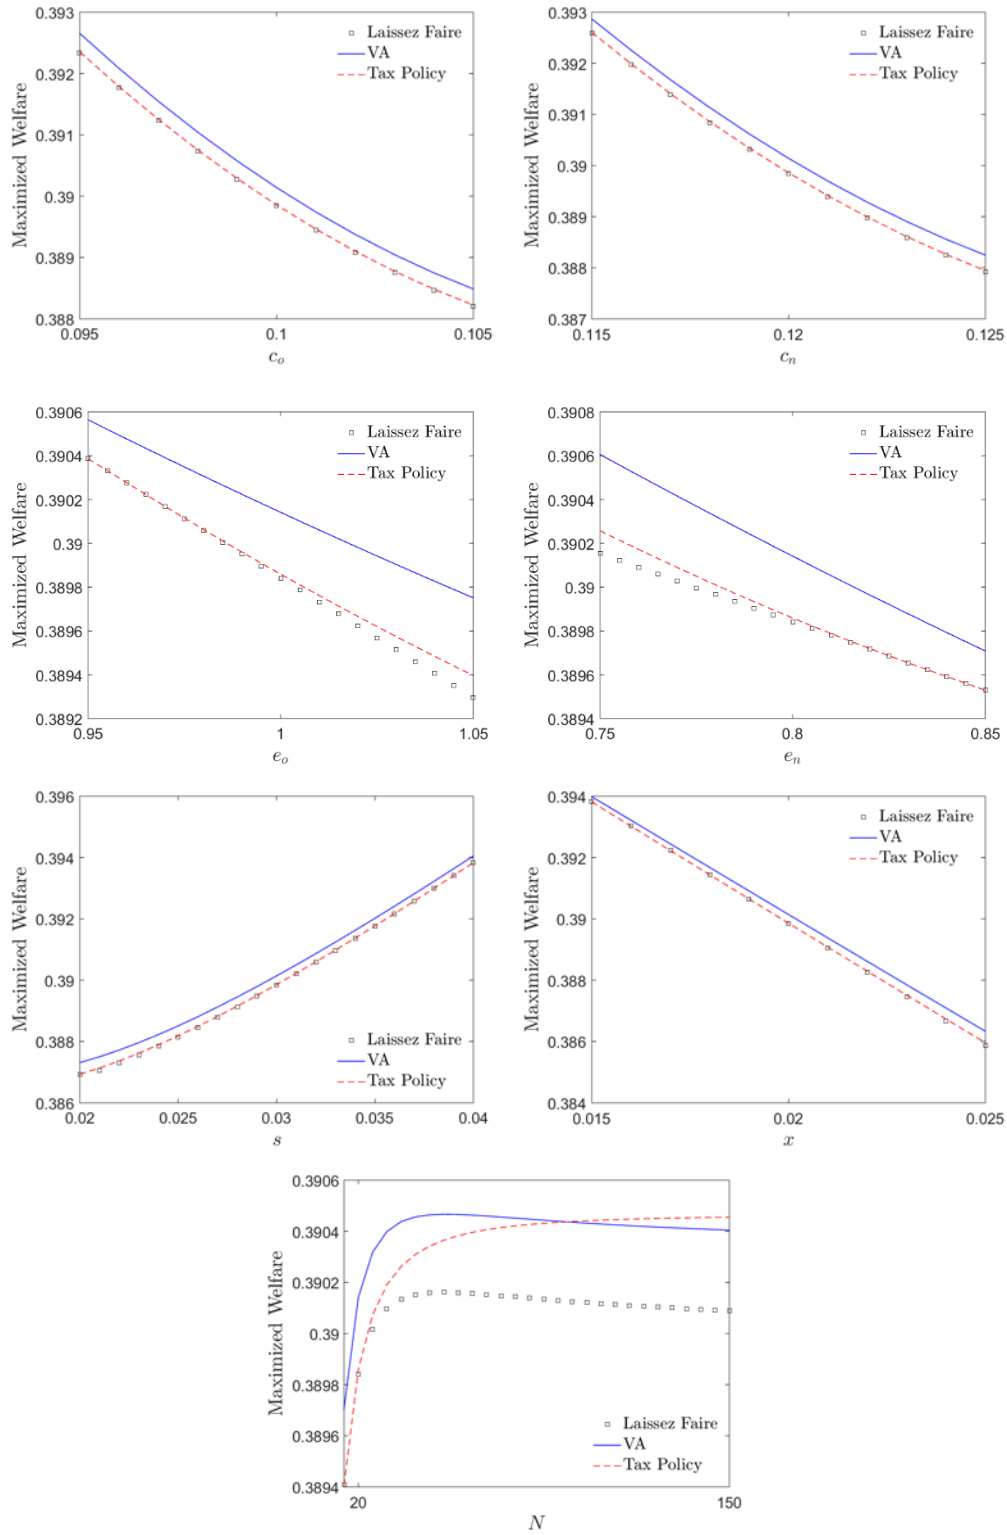 0.393
0.392
0.391
0.39
0.389
0.388
0.095
0.1
0.105
Maximized Welfare
c_o
Laissez Faire
VA
Tax Policy
0.393
0.392
0.391
0.39
0.389
0.388
0.387
0.115
0.12
0.125
Maximized Welfare
c_n
Laissez Faire
VA
Tax Policy
0.3906
0.3904
0.3902
0.39
0.3898
0.3896
0.3894
0.3892
0.95
1
1.05
Maximized Welfare
e_o
Laissez Faire
VA
Tax Policy
0.3908
0.3906
0.3904
0.3902
0.39
0.3898
0.3896
0.3894
0.75
0.8
0.85
Maximized Welfare
e_n
Laissez Faire
VA
Tax Policy
0.396
0.394
0.392
0.39
0.388
0.386
0.02
0.025
0.03
0.035
0.04
Maximized Welfare
s
Laissez Faire
VA
Tax Policy
0.394
0.392
0.39
0.388
0.386
0.384
0.015
0.02
0.025
Maximized Welfare
x
Laissez Faire
VA
Tax Policy
0.3906
0.3904
0.3902
0.39
0.3898
0.3896
0.3894
20
150
Maximized Welfare
N
Laissez Faire
VA
Tax Policy